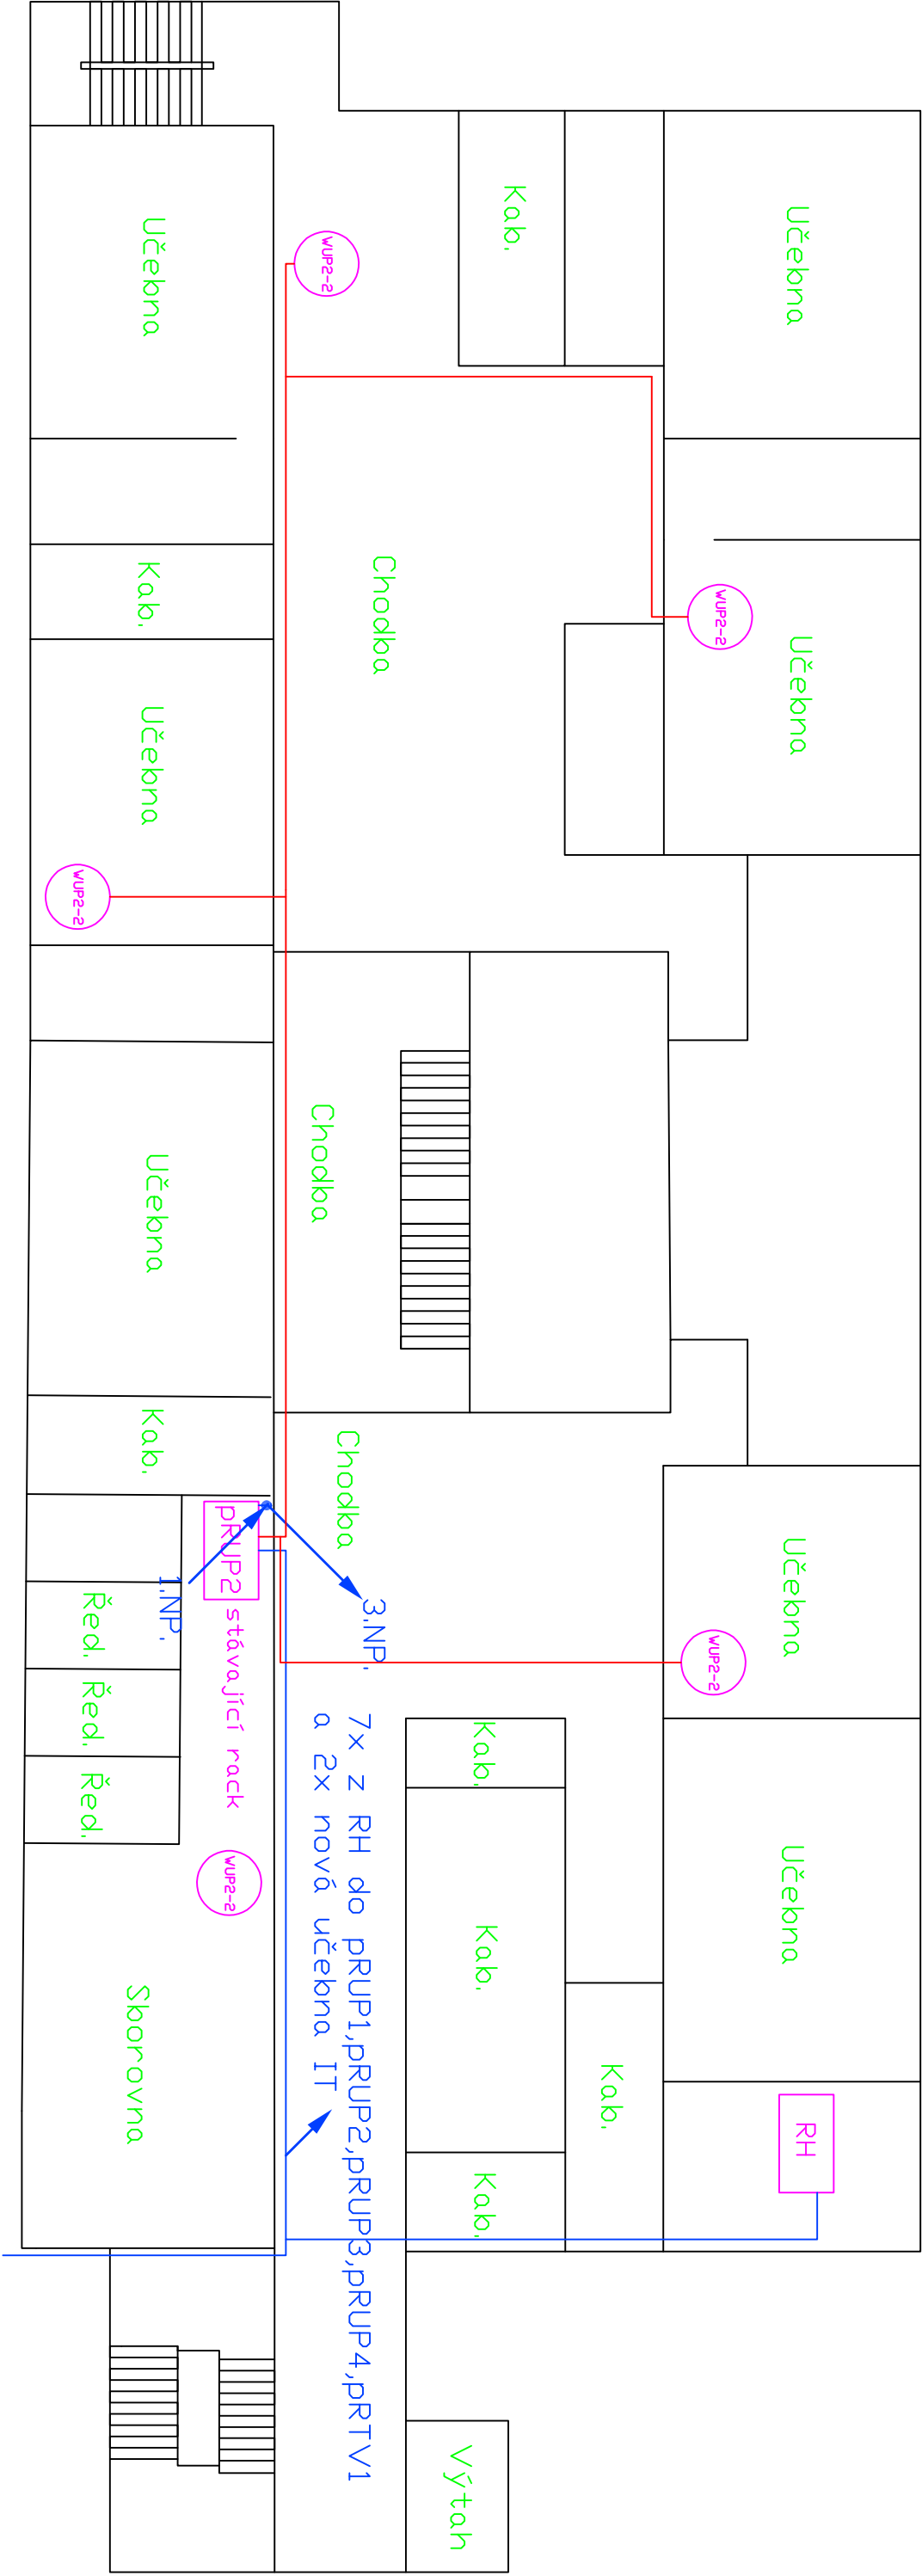 Učebna
Učebna
Učebna
Učebna
RH
Kab.
WUP2-2
WUP2-2
Kab.
Kab.
Kab.
Kab.
Výtah
Chodba
Chodba
Chodba
WUP2-2
3.NP.
7x z RH do pRUP1,pRUP2,pRUP3,pRUP4,pRTV1
a 2x nová učebna IT
pRUP2
stávající rack
WUP2-2
1.NP.
Učebna
Kab.
Učebna
Učebna
Kab.
WUP2-2
Řed.
Řed.
Řed.
Sborovna